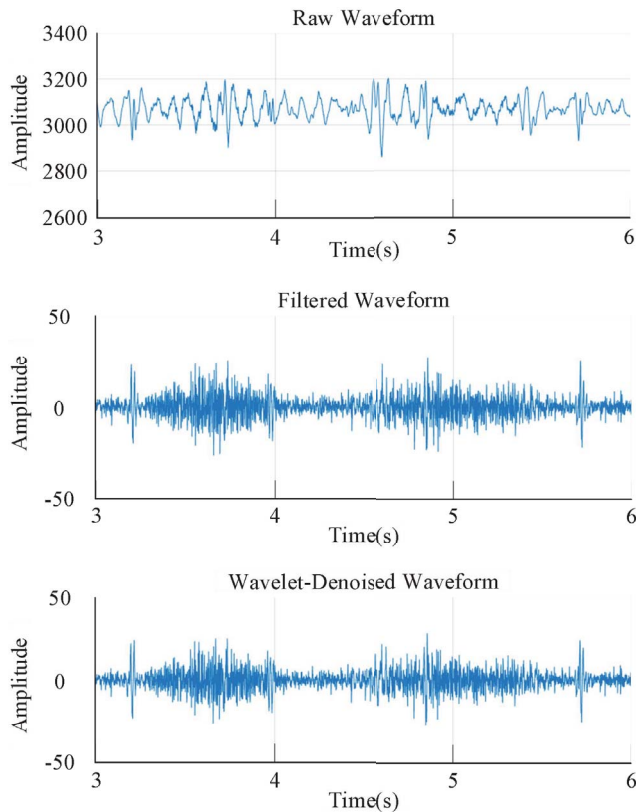 Raw Waveform
3400
3200
3000
2800
2600
Amplitude
3 4 5 6
Time(s)
Filtered Waveform
50
0
-50
Amplitude
3 4 5 6
Time(s)
Wavelet-Denoised Waveform
50
0
-50
Amplitude
3 4 5 6
Time(s)